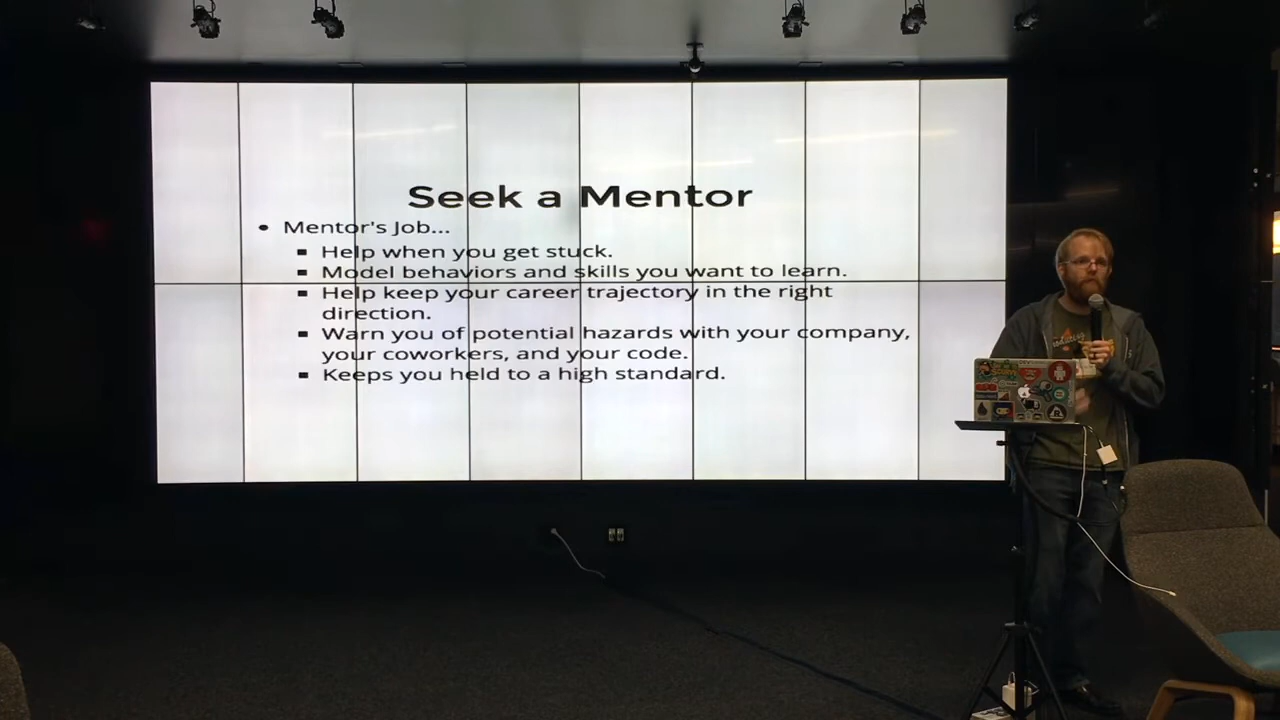 Seek a Mentor
• Mentor's Job...
▪ Help when you get stuck.
▪ Model behaviors and skills you want to learn.
▪ Help keep your career trajectory in the right
direction.
▪ Warn you of potential hazards with your company,
your coworkers, and your code.
▪ Keeps you held to a high standard.